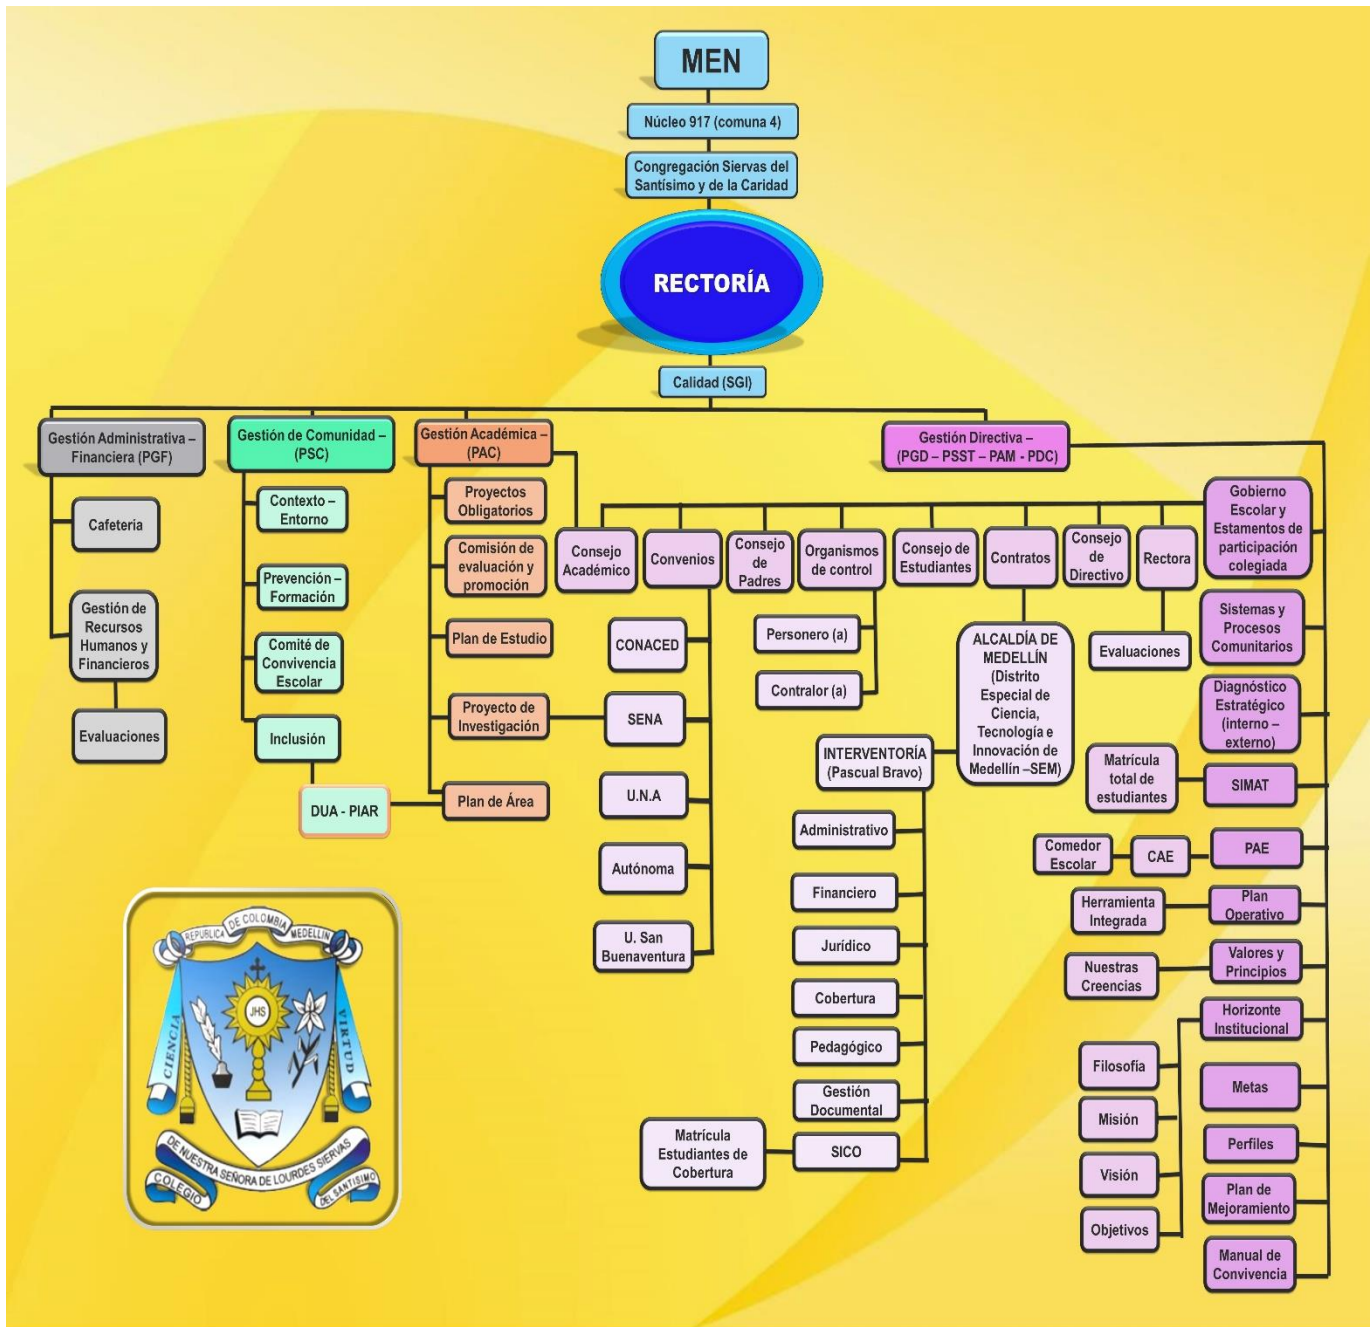 MEN
Núcleo 917 (comuna 4)
Congregación Siervas del
Santísimo y de la Caridad
RECTORÍA
Calidad (SGI)
Gestión Administrativa –
Financiera (PGF)
Cafetería
Gestión de
Recursos
Humanos y
Financieros
Evaluaciones
Gestión de Comunidad –
(PSC)
Contexto –
Entorno
Prevención –
Formación
Comité de
Convivencia
Escolar
Inclusión
DUA - PIAR
Gestión Académica –
(PAC)
Proyectos
Obligatorios
Comisión de
evaluación y
promoción
Plan de Estudio
Proyecto de
Investigación
Plan de Área
Gestión Directiva –
(PGD – PSST – PAM - PDC)
Consejo
Académico
Convenios
CONACED
SENA
U.N.A
Autónoma
U. San
Buenaventura
Consejo
de
Padres
Organismos
de control
Personero (a)
Contralor (a)
Consejo de
Estudiantes
Contratos
ALCALDÍA DE
MEDELLÍN
(Distrito
Especial de
Ciencia,
Tecnología e
Innovación de
Medellín –SEM)
INTERVENTORÍA
(Pascual Bravo)
Administrativo
Financiero
Jurídico
Cobertura
Pedagógico
Gestión
Documental
SICO
Matrícula
Estudiantes de
Cobertura
Consejo
de
Directivo
Rectora
Evaluaciones
Gobierno
Escolar y
Estamentos de
participación
colegiada
Sistemas y
Procesos
Comunitarios
Diagnóstico
Estratégico
(interno –
externo)
SIMAT
Matrícula
total de
estudiantes
PAE
CAE
Comedor
Escolar
Plan
Operativo
Herramienta
Integrada
Valores y
Principios
Nuestras
Creencias
Horizonte
Institucional
Filosofía
Misión
Visión
Objetivos
Metas
Perfiles
Plan de
Mejoramiento
Manual de
Convivencia
REPUBLICA DE COLOMBIA MEDELLIN
CIENCIA
VIRTUD
JHS
COLEGIO
DE NUESTRA SEÑORA DE LOURDES SIERVAS
DEL SANTISIMO